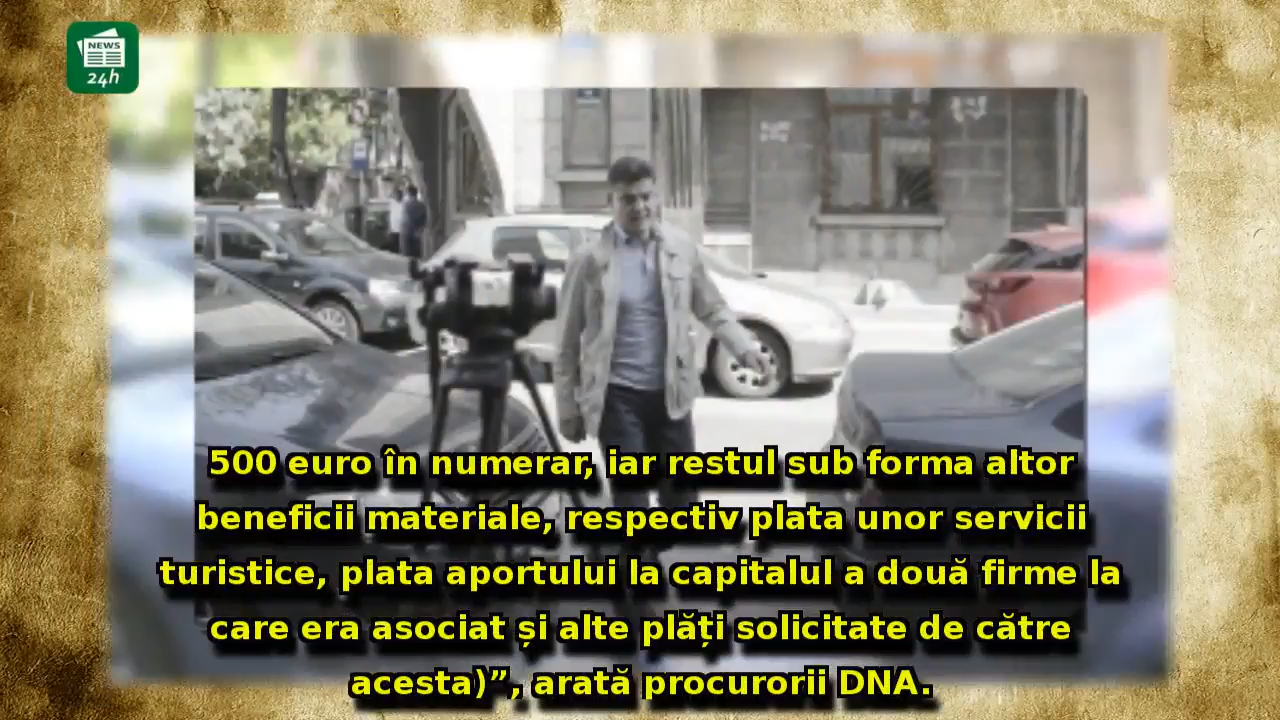 NEWS
24h
500 euro în numerar, iar restul sub forma altor
beneficii materiale, respectiv plata unor servicii
turistice, plata aportului la capitalul a două firme la
care era asociat și alte plăți solicitate de către
acesta)”, arată procurorii DNA.